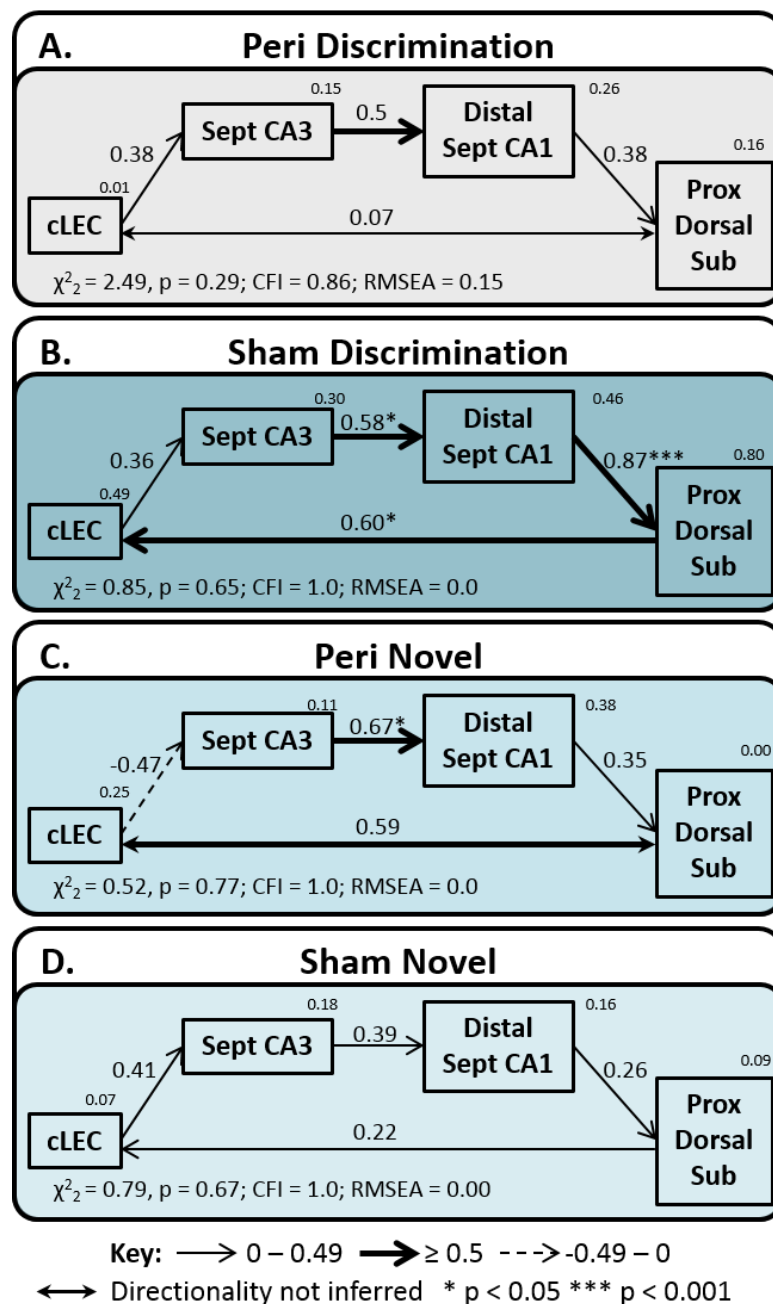 A. Peri Discrimination
0.15
0.26
Sept CA3
0.5
Distal
Sept CA1
0.38
0.38
0.16
0.01
cLEC
0.07
Prox
Dorsal
Sub
χ²₂ = 2.49, p = 0.29; CFI = 0.86; RMSEA = 0.15
B. Sham Discrimination
0.30
0.46
Sept CA3
0.58*
Distal
Sept CA1
0.36
0.87***
0.80
0.49
cLEC
0.60*
Prox
Dorsal
Sub
χ²₂ = 0.85, p = 0.65; CFI = 1.0; RMSEA = 0.0
C. Peri Novel
0.11
0.38
Sept CA3
0.67*
Distal
Sept CA1
-0.47
0.35
0.00
0.25
cLEC
0.59
Prox
Dorsal
Sub
χ²₂ = 0.52, p = 0.77; CFI = 1.0; RMSEA = 0.0
D. Sham Novel
0.18
0.16
Sept CA3
0.39
Distal
Sept CA1
0.41
0.26
0.09
0.07
cLEC
0.22
Prox
Dorsal
Sub
χ²₂ = 0.79, p = 0.67; CFI = 1.0; RMSEA = 0.00
Key: 0 – 0.49 ≥ 0.5 -0.49 – 0
Directionality not inferred * p < 0.05 *** p < 0.001